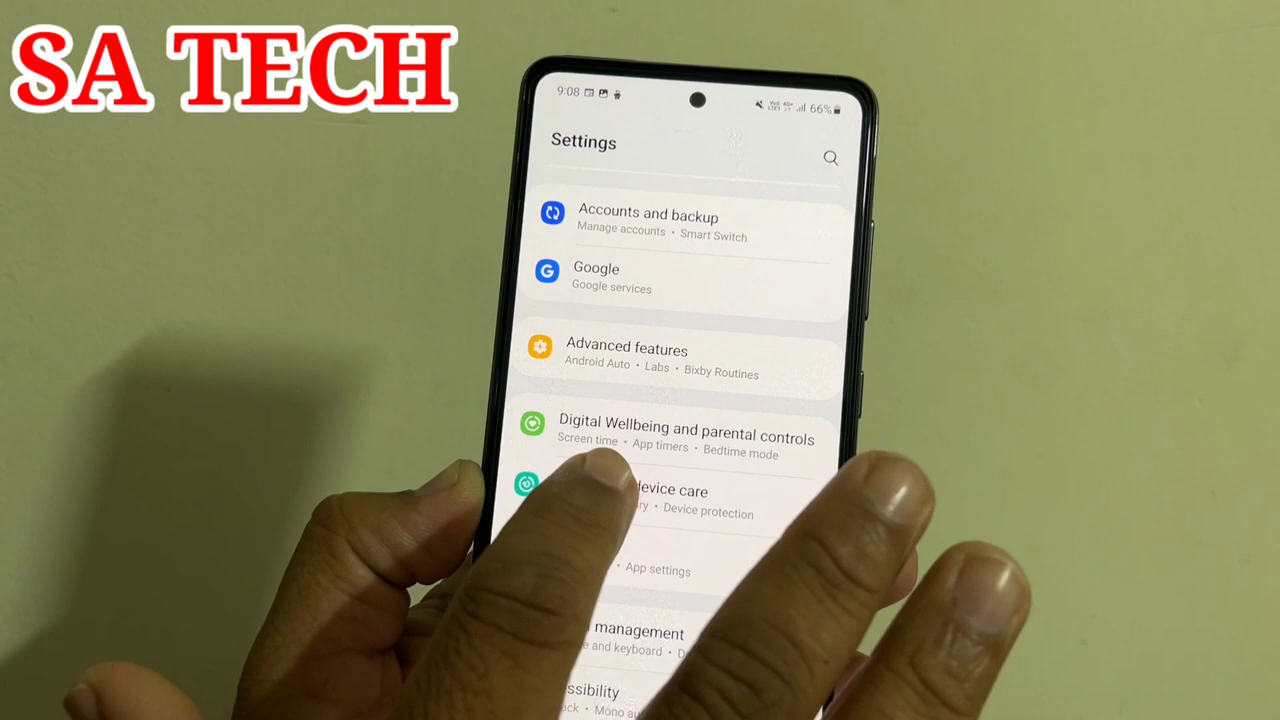 SA TECH
9:08
66%
Settings
Accounts and backup
Manage accounts • Smart Switch
Google
Google services
Advanced features
Android Auto • Labs • Bixby Routines
Digital Wellbeing and parental controls
Screen time • App timers • Bedtime mode
device care
• Device protection
• App settings
management
and keyboard •
Mono